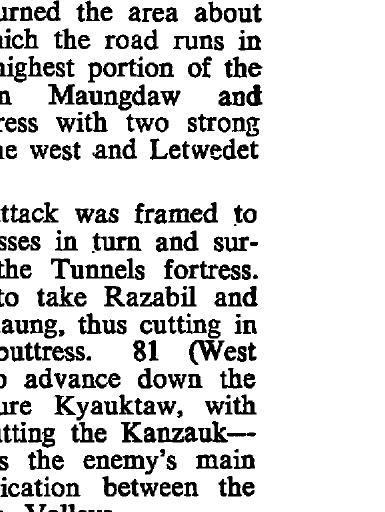 urned the area about
ich the road runs in
highest portion of the
n Maungdaw and
ress with two strong
e west and Letwedet
ttack was framed to
sses in turn and sur-
the Tunnels fortress.
to take Razabil and
aung, thus cutting in
outtress. 81 (West
o advance down the
ure Kyauktaw, with
tting the Kanzauk—
s the enemy's main
ication between the
Valleys